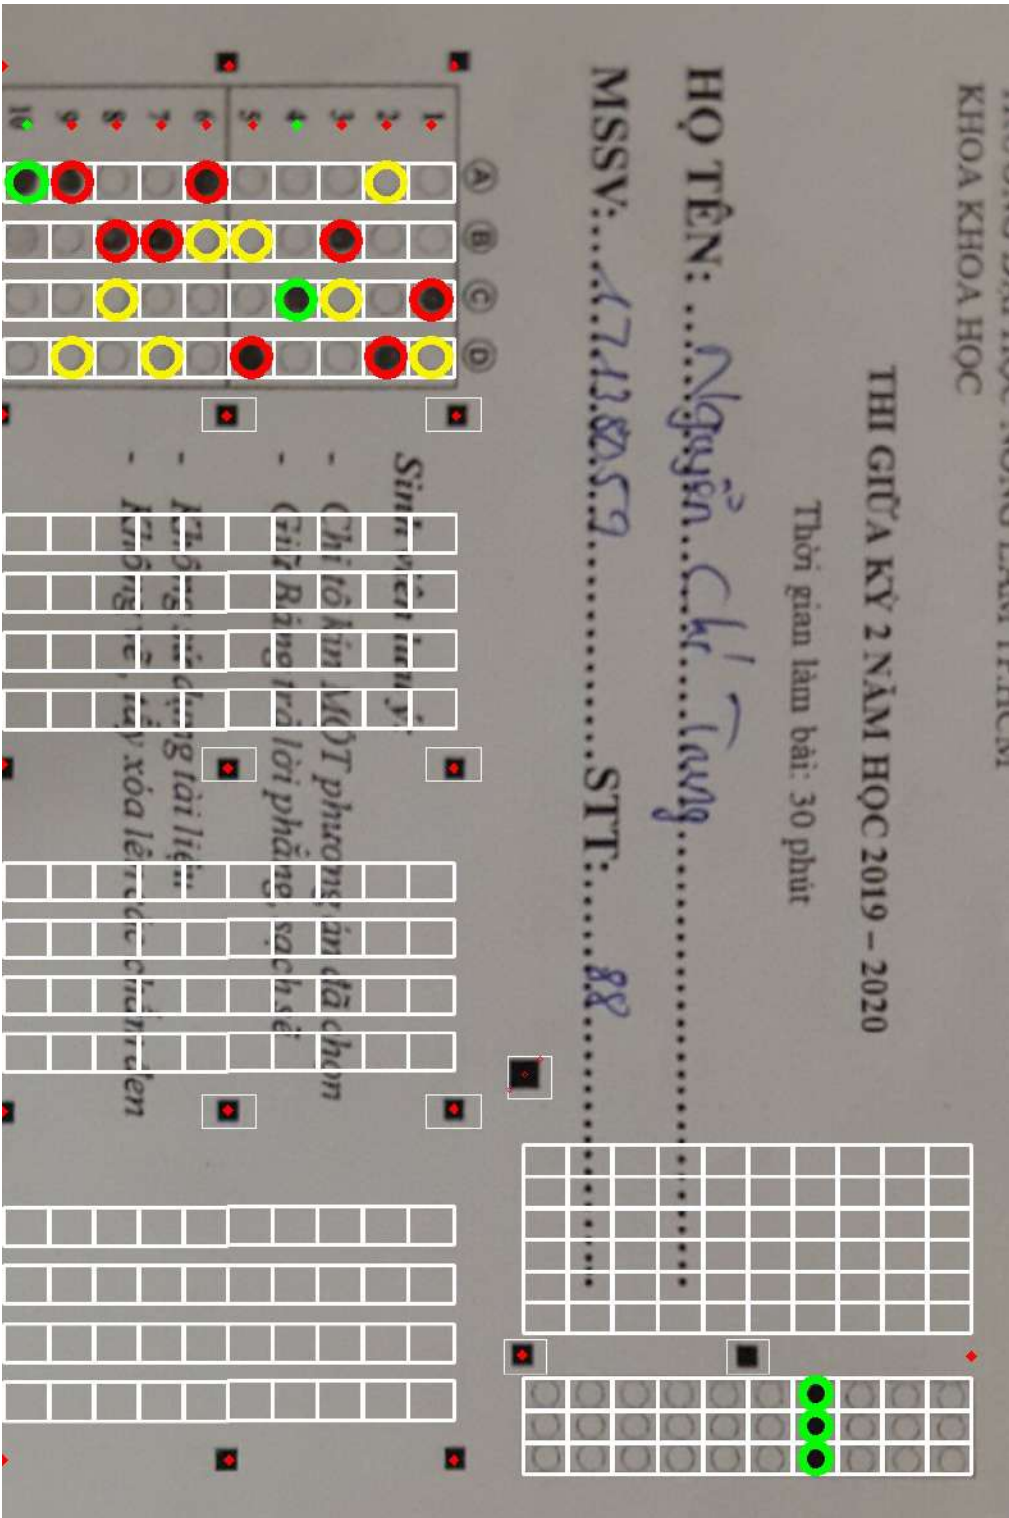 TRƯỜNG ĐẠI HỌC NÔNG LÂM TP.HCM
KHOA KHOA HỌC
THI GIỮA KỲ 2 NĂM HỌC 2019 – 2020
Thời gian làm bài: 30 phút
HỌ TÊN: Nguyễn Chí Tang
MSSV: 17138059 STT: 88
Sinh viên lưu ý:
- Chỉ tô kín MỘT phương án đã chọn
- Giữ Bảng trả lời phẳng, sạch sẽ
- Không sử dụng tài liệu
- Không vẽ, tẩy xóa lên các chấm đen
A B C D
1
2
3
4
5
6
7
8
9
10